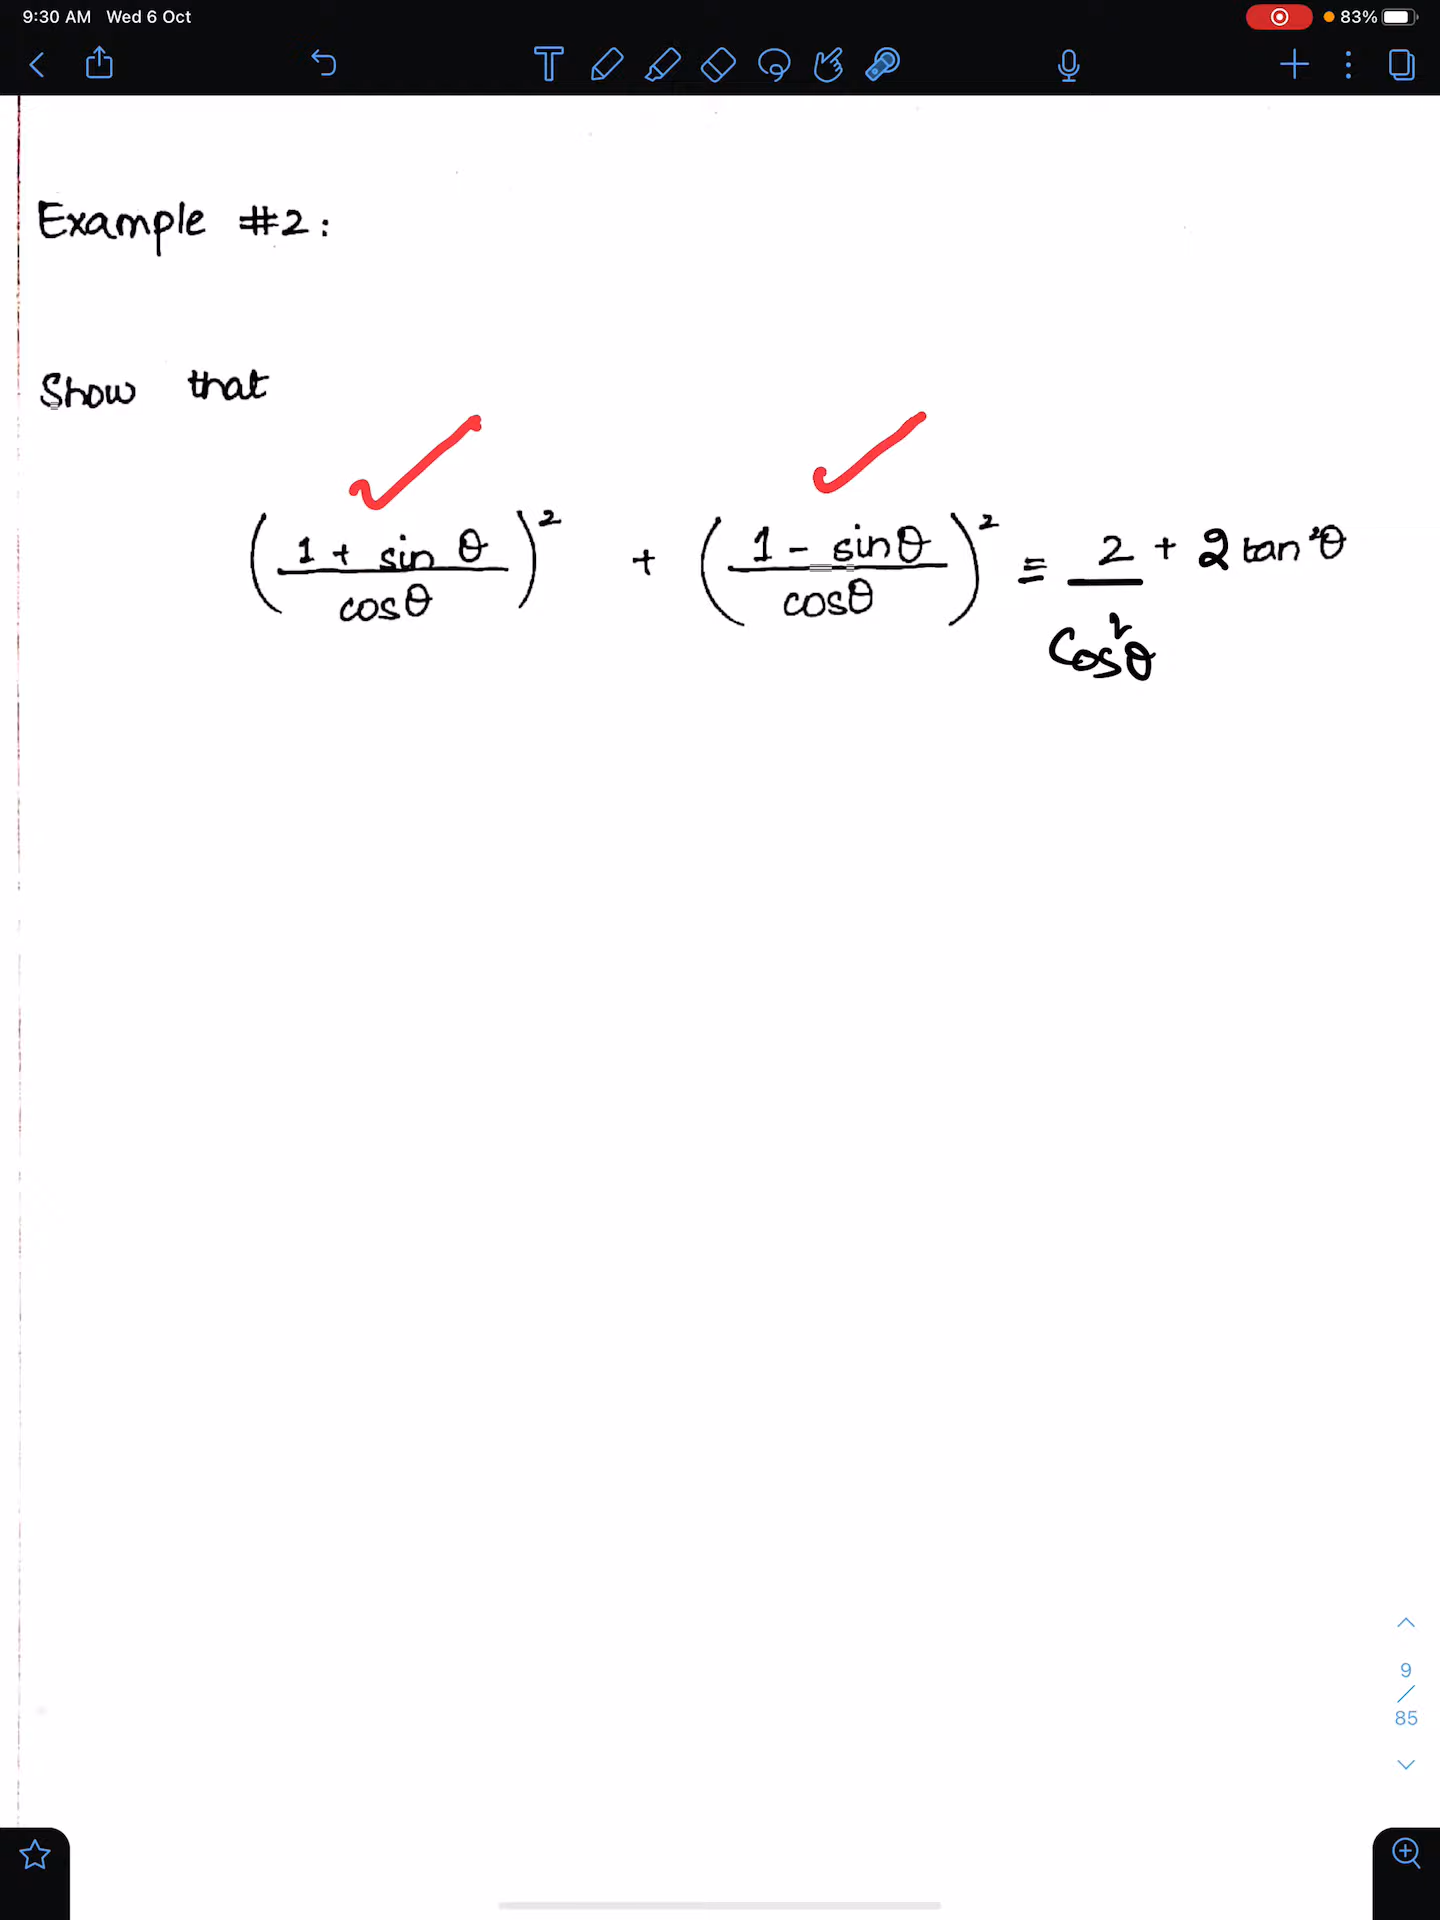 9:30 AM Wed 6 Oct 83%
Example #2:
Show that
(1 + sin θ / cosθ)² + (1 − sinθ / cosθ)² ≡ 2 / cos²θ + 2 tan²θ
9
/
85